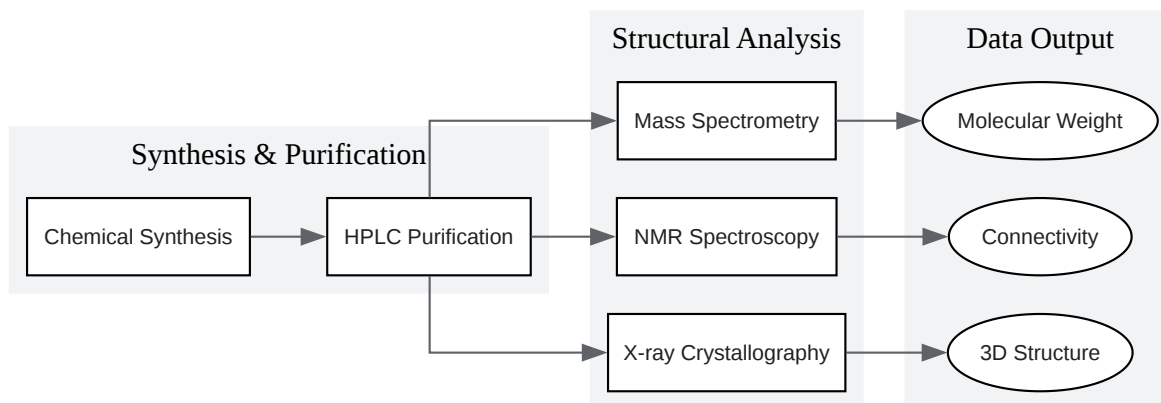 Structural Analysis
Data Output
Mass Spectrometry
Molecular Weight
Synthesis & Purification
Chemical Synthesis
HPLC Purification
NMR Spectroscopy
Connectivity
X-ray Crystallography
3D Structure